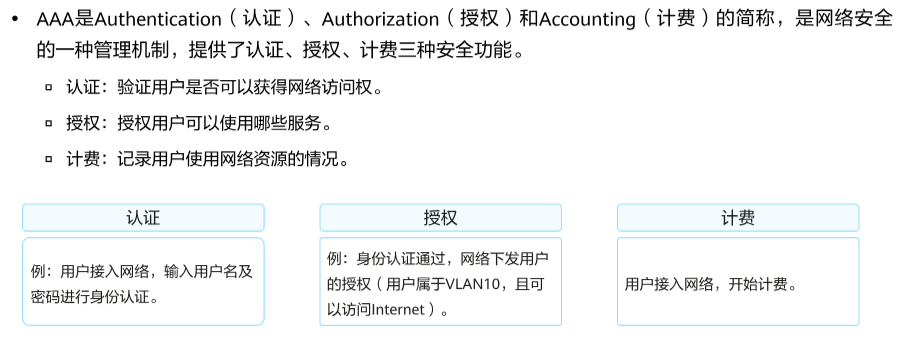 • AAA是Authentication（认证）、Authorization（授权）和Accounting（计费）的简称，是网络安全
的一种管理机制，提供了认证、授权、计费三种安全功能。
▫ 认证：验证用户是否可以获得网络访问权。
▫ 授权：授权用户可以使用哪些服务。
▫ 计费：记录用户使用网络资源的情况。
认证
例：用户接入网络，输入用户名及
密码进行身份认证。
授权
例：身份认证通过，网络下发用户
的授权（用户属于VLAN10，且可
以访问Internet）。
计费
用户接入网络，开始计费。